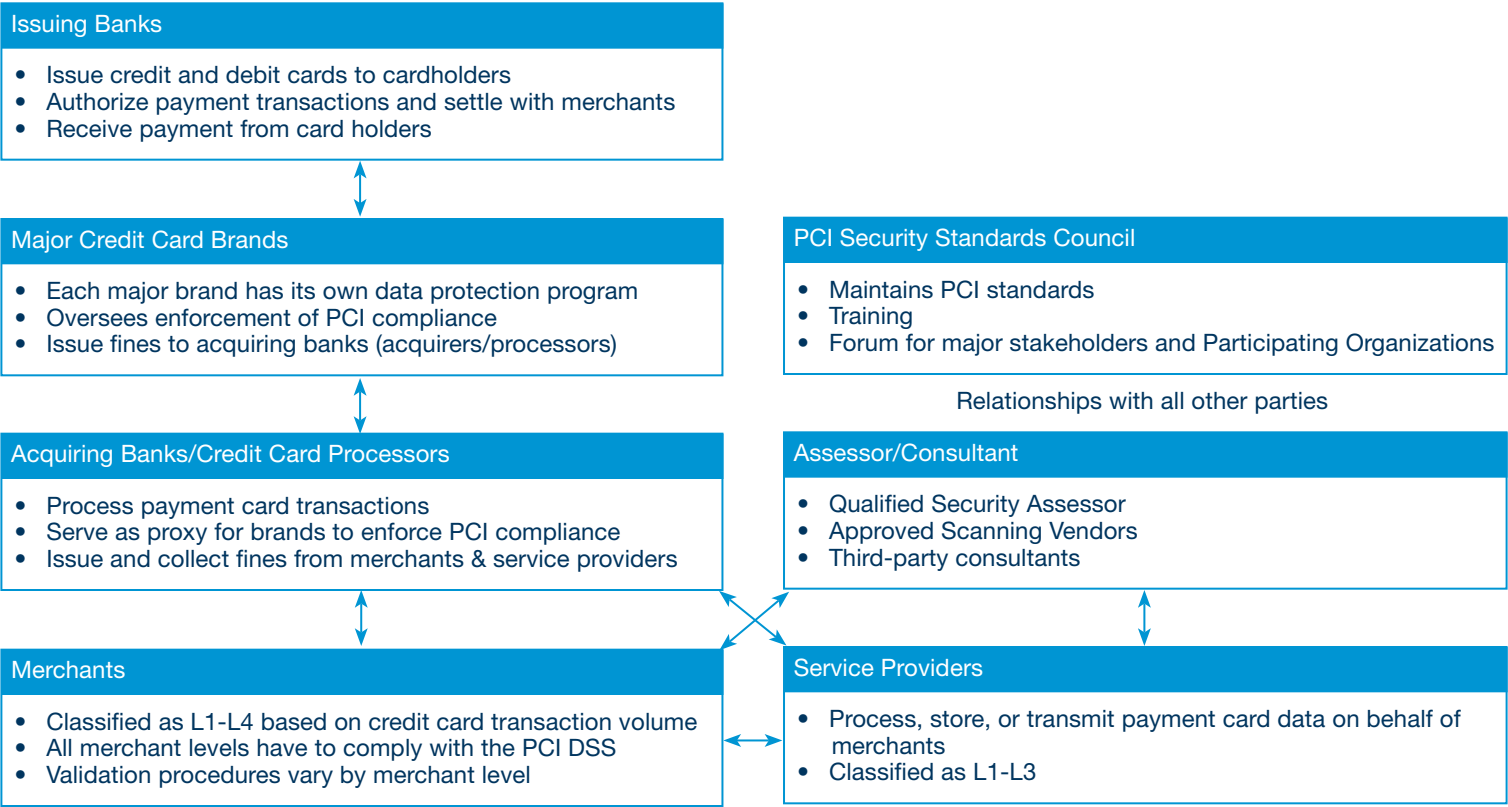 Issuing Banks
• Issue credit and debit cards to cardholders
• Authorize payment transactions and settle with merchants
• Receive payment from card holders
Major Credit Card Brands
• Each major brand has its own data protection program
• Oversees enforcement of PCI compliance
• Issue fines to acquiring banks (acquirers/processors)
PCI Security Standards Council
• Maintains PCI standards
• Training
• Forum for major stakeholders and Participating Organizations
Relationships with all other parties
Acquiring Banks/Credit Card Processors
• Process payment card transactions
• Serve as proxy for brands to enforce PCI compliance
• Issue and collect fines from merchants & service providers
Assessor/Consultant
• Qualified Security Assessor
• Approved Scanning Vendors
• Third-party consultants
Merchants
• Classified as L1-L4 based on credit card transaction volume
• All merchant levels have to comply with the PCI DSS
• Validation procedures vary by merchant level
Service Providers
• Process, store, or transmit payment card data on behalf of
merchants
• Classified as L1-L3